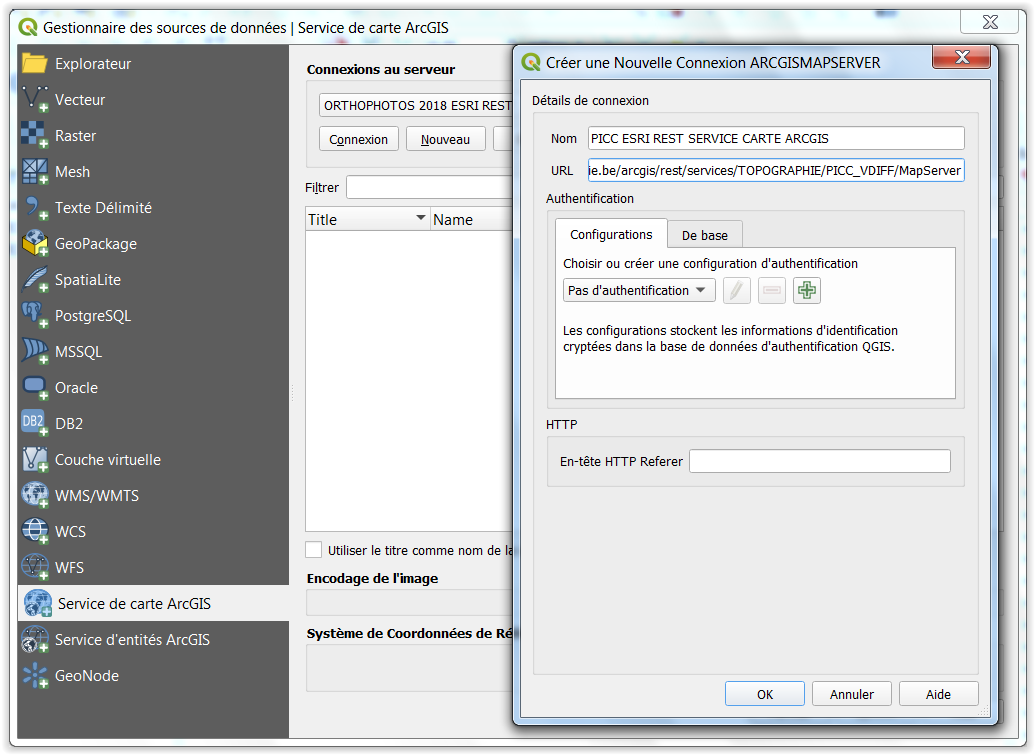 Gestionnaire des sources de données | Service de carte ArcGIS
Explorateur
Vecteur
Raster
Mesh
Texte Délimité
GeoPackage
SpatiaLite
PostgreSQL
MSSQL
Oracle
DB2
DB2
Couche virtuelle
WMS/WMTS
WCS
WFS
Service de carte ArcGIS
Service d'entités ArcGIS
GeoNode
Connexions au serveur
ORTHOPHOTOS 2018 ESRI REST
Connexion Nouveau
Filtrer
Title Name
Utiliser le titre comme nom de la
Encodage de l'image
Système de Coordonnées de Ré
Créer une Nouvelle Connexion ARCGISMAPSERVER
Détails de connexion
Nom PICC ESRI REST SERVICE CARTE ARCGIS
URL ie.be/arcgis/rest/services/TOPOGRAPHIE/PICC_VDIFF/MapServer
Authentification
Configurations De base
Choisir ou créer une configuration d'authentification
Pas d'authentification
Les configurations stockent les informations d'identification
cryptées dans la base de données d'authentification QGIS.
HTTP
En-tête HTTP Referer
OK Annuler Aide